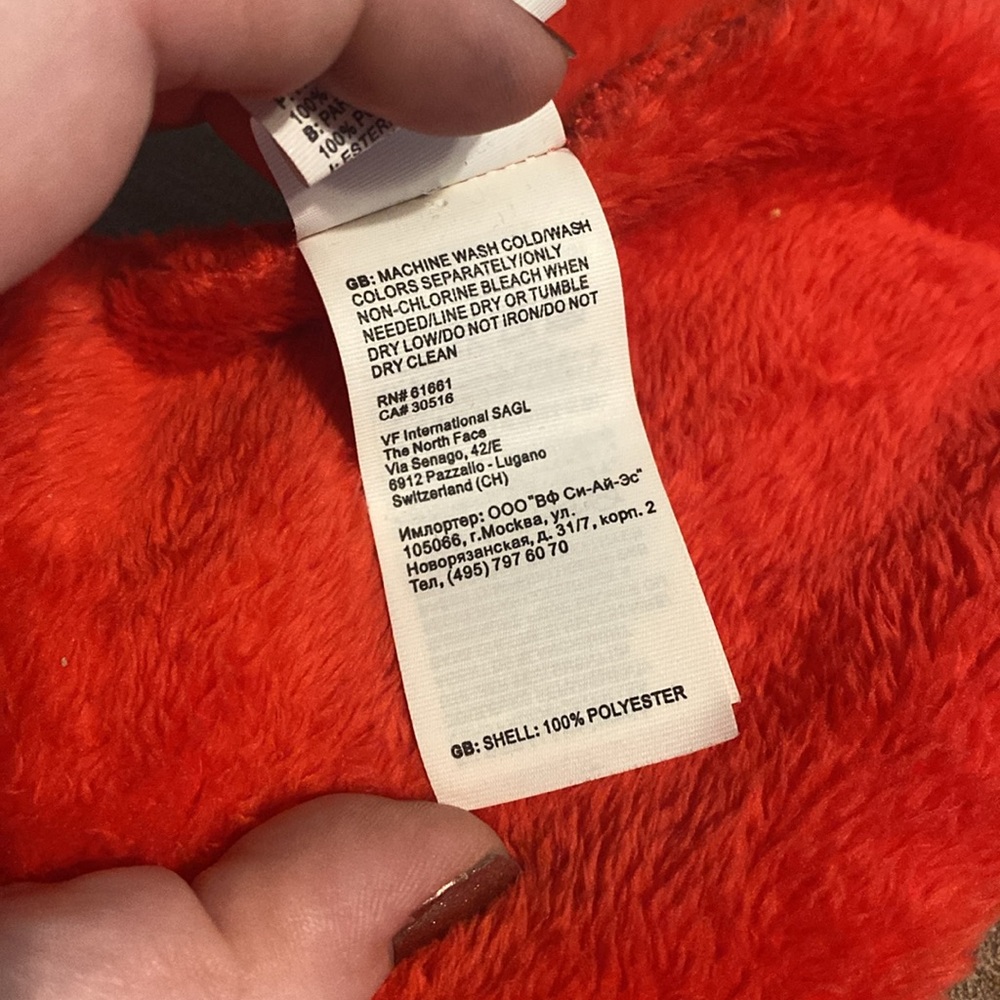 100%
B: PAR
100% P
I: ESTER
GB: MACHINE WASH COLD/WASH
COLORS SEPARATELY/ONLY
NON-CHLORINE BLEACH WHEN
NEEDED/LINE DRY OR TUMBLE
DRY LOW/DO NOT IRON/DO NOT
DRY CLEAN
RN# 61661
CA# 30516
VF International SAGL
The North Face
Via Senago, 42/E
6912 Pazzallo - Lugano
Switzerland (CH)
Имлортер: ООО "Вф Си-Ай-Эс"
105066, г.Москва, ул.
Новорязанская, д. 31/7, корп. 2
Тел, (495) 797 60 70
GB: SHELL: 100% POLYESTER